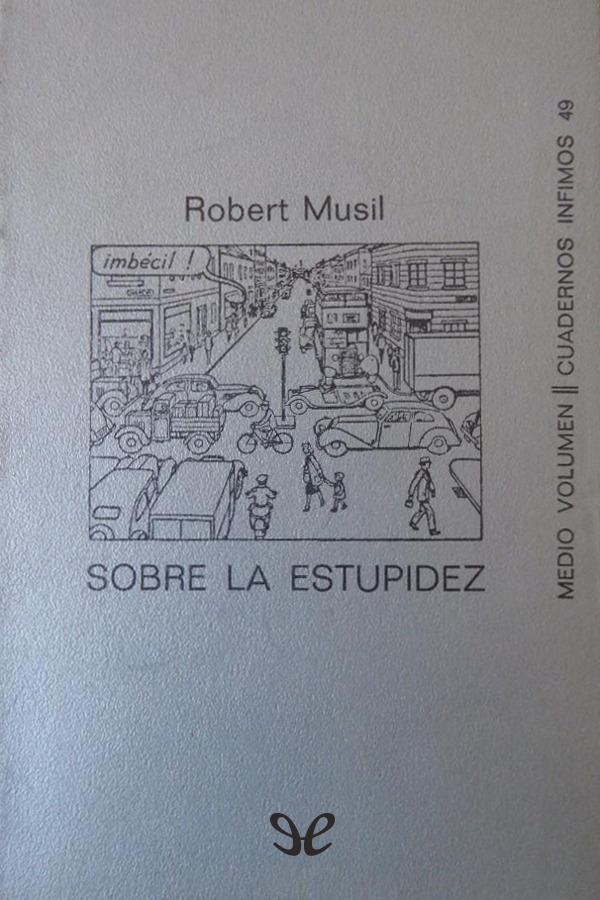 Robert Musil
imbécil !
SOBRE LA ESTUPIDEZ
MEDIO VOLUMEN || CUADERNOS INFIMOS 49